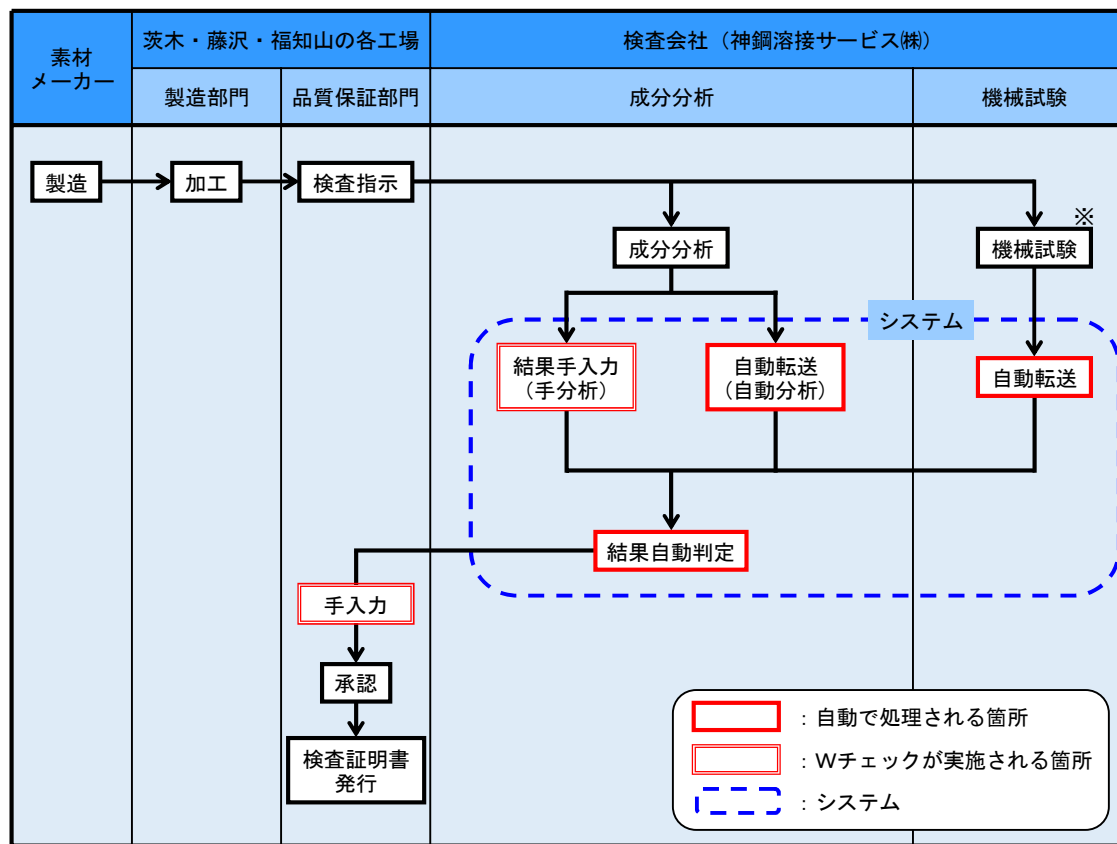 素材
メーカー
茨木・藤沢・福知山の各工場
検査会社（神鋼溶接サービス㈱）
製造部門
品質保証部門
成分分析
機械試験
製造
加工
検査指示
※
成分分析
機械試験
システム
結果手入力
（手分析）
自動転送
（自動分析）
自動転送
結果自動判定
手入力
承認
検査証明書
発行
：自動で処理される箇所
：Wチェックが実施される箇所
：システム